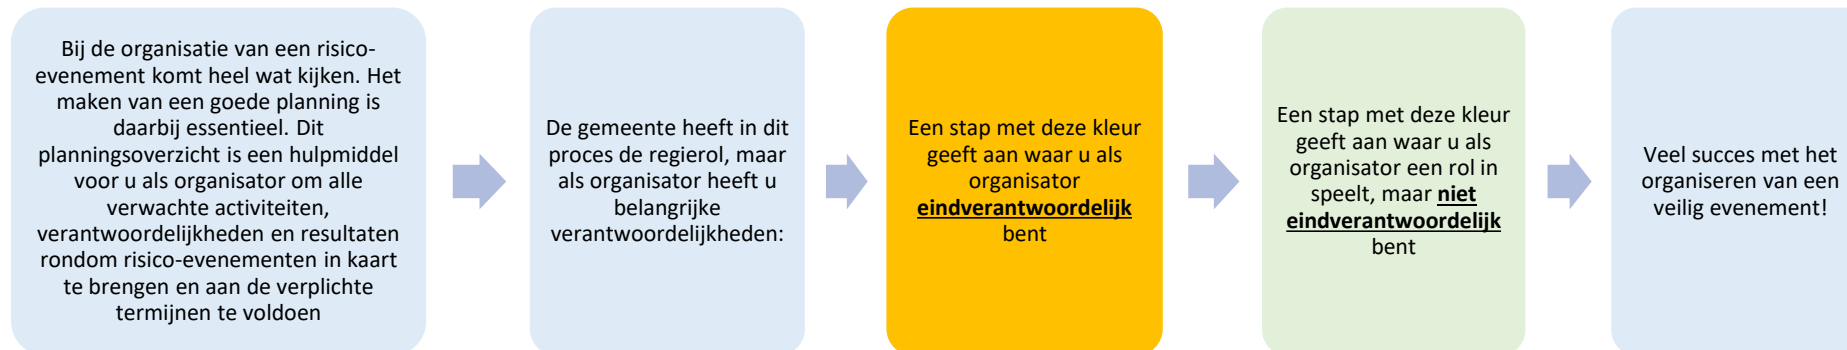 Bij de organisatie van een risico-
evenement komt heel wat kijken. Het
maken van een goede planning is
daarbij essentieel. Dit
planningsoverzicht is een hulpmiddel
voor u als organisator om alle
verwachte activiteiten,
verantwoordelijkheden en resultaten
rondom risico-evenementen in kaart
te brengen en aan de verplichte
termijnen te voldoen
De gemeente heeft in dit
proces de regierol, maar
als organisator heeft u
belangrijke
verantwoordelijkheden:
Een stap met deze kleur
geeft aan waar u als
organisator
eindverantwoordelijk
bent
Een stap met deze kleur
geeft aan waar u als
organisator een rol in
speelt, maar niet
eindverantwoordelijk
bent
Veel succes met het
organiseren van een
veilig evenement!